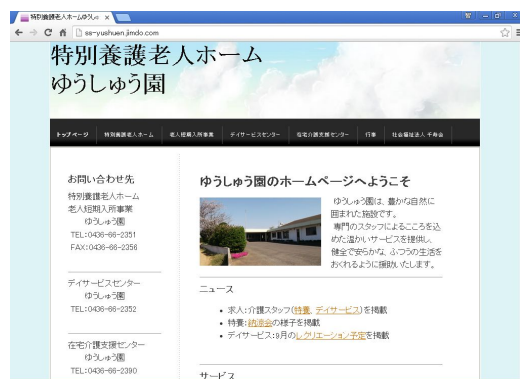 特別養護老人ホームゆうしゅ
ss-yushuen.jimdo.com
特別養護老人ホーム
ゆうしゅう園
トップページ 特別養護老人ホーム 老人短期入所事業 デイサービスセンター 在宅介護支援センター 行事 社会福祉法人 千寿会
お問い合わせ先
特別養護老人ホーム
老人短期入所事業
ゆうしゅう園
TEL:0436-66-2351
FAX:0436-66-2356
デイサービスセンター
ゆうしゅう園
TEL:0436-66-2352
在宅介護支援センター
ゆうしゅう園
TEL:0436-66-2390
ゆうしゅう園のホームページへようこそ
ゆうしゅう園は、豊かな自然に
囲まれた施設です。
専門のスタッフによるこころを込
めた温かいサービスを提供し、
健全で安らかな、ふつうの生活を
おくれるように援助いたします。
ニュース
求人:介護スタッフ(特養、デイサービス)を掲載
特養:納涼会の様子を掲載
デイサービス:9月のレクリエーション予定を掲載
サービス